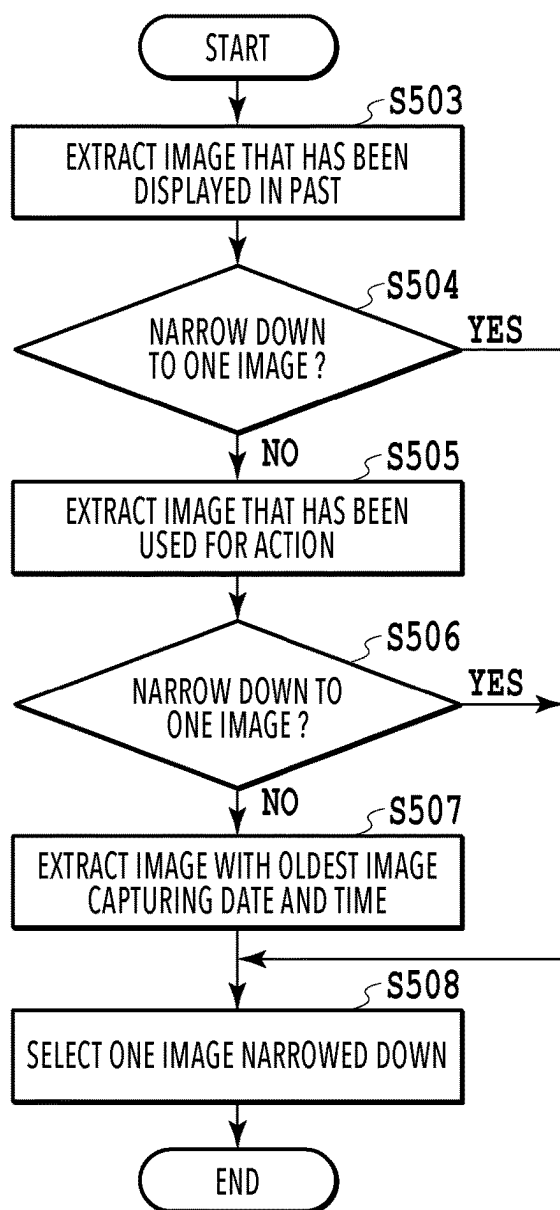 START
S503
EXTRACT IMAGE THAT HAS BEEN
DISPLAYED IN PAST
S504
NARROW DOWN
TO ONE IMAGE ?
YES
NO
S505
EXTRACT IMAGE THAT HAS BEEN
USED FOR ACTION
S506
NARROW DOWN TO
ONE IMAGE ?
YES
NO
S507
EXTRACT IMAGE WITH OLDEST IMAGE
CAPTURING DATE AND TIME
S508
SELECT ONE IMAGE NARROWED DOWN
END